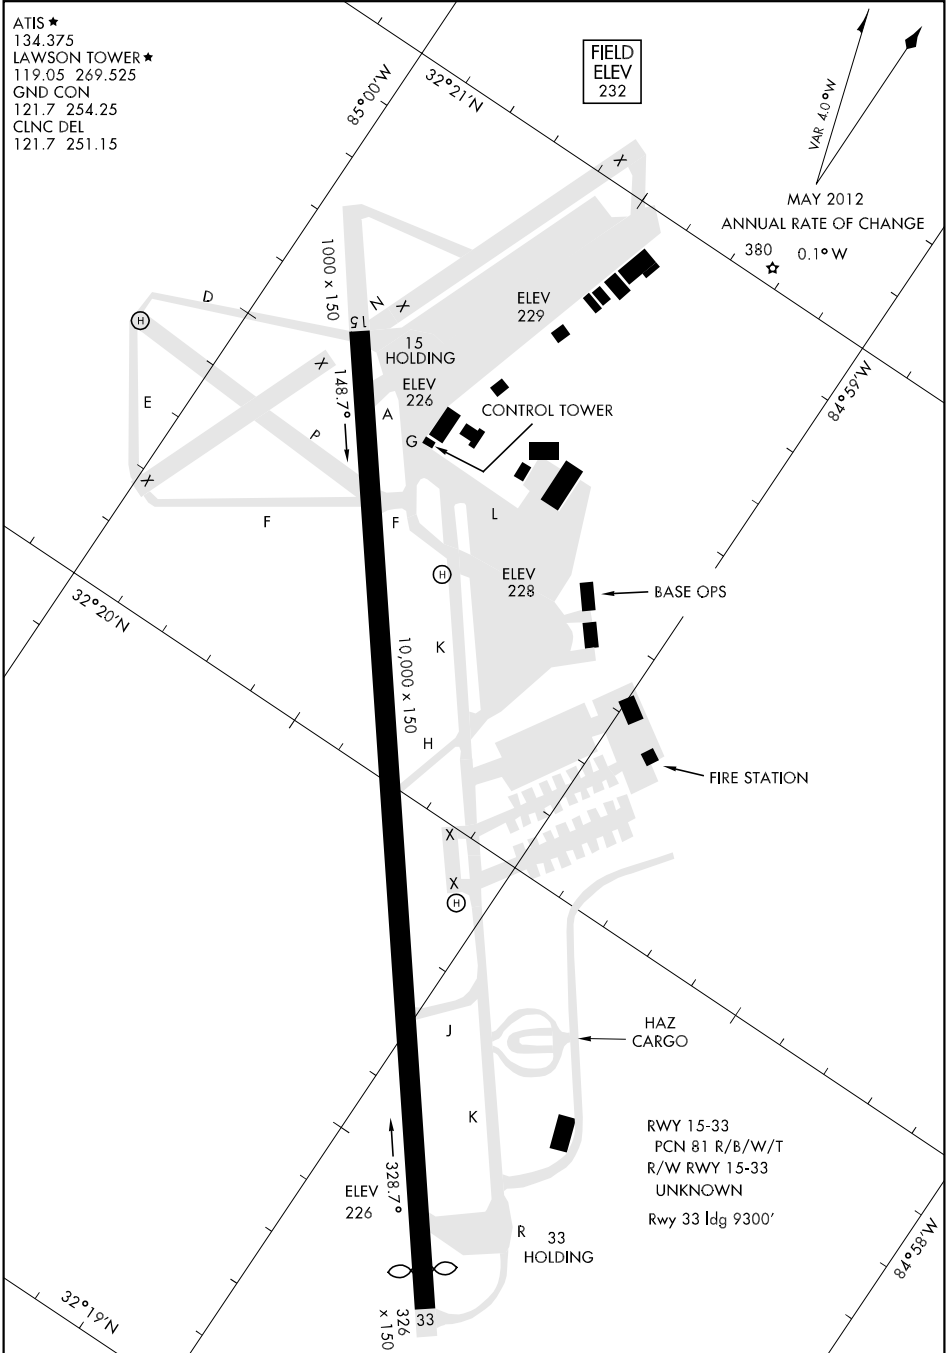 ATIS ★
134.375
LAWSON TOWER ★
119.05 269.525
GND CON
121.7 254.25
CLNC DEL
121.7 251.15
85°00'W
32°21'N
FIELD
ELEV
232
VAR 4.0°W
MAY 2012
ANNUAL RATE OF CHANGE
0.1°W
380
X
1000 x 150
D
N
X
H
15
ELEV
229
15
HOLDING
ELEV
226
X
148.7°
E
A
CONTROL TOWER
P
G
84°59'W
X
F
F
L
H
ELEV
228
BASE OPS
32°20'N
K
10,000 x 150
H
FIRE STATION
X
X
H
J
HAZ
CARGO
K
RWY 15-33
PCN 81 R/B/W/T
R/W RWY 15-33
UNKNOWN
Rwy 33 ldg 9300'
328.7°
ELEV
226
R
33
HOLDING
84°58'W
32°19'N
326
x 150
33